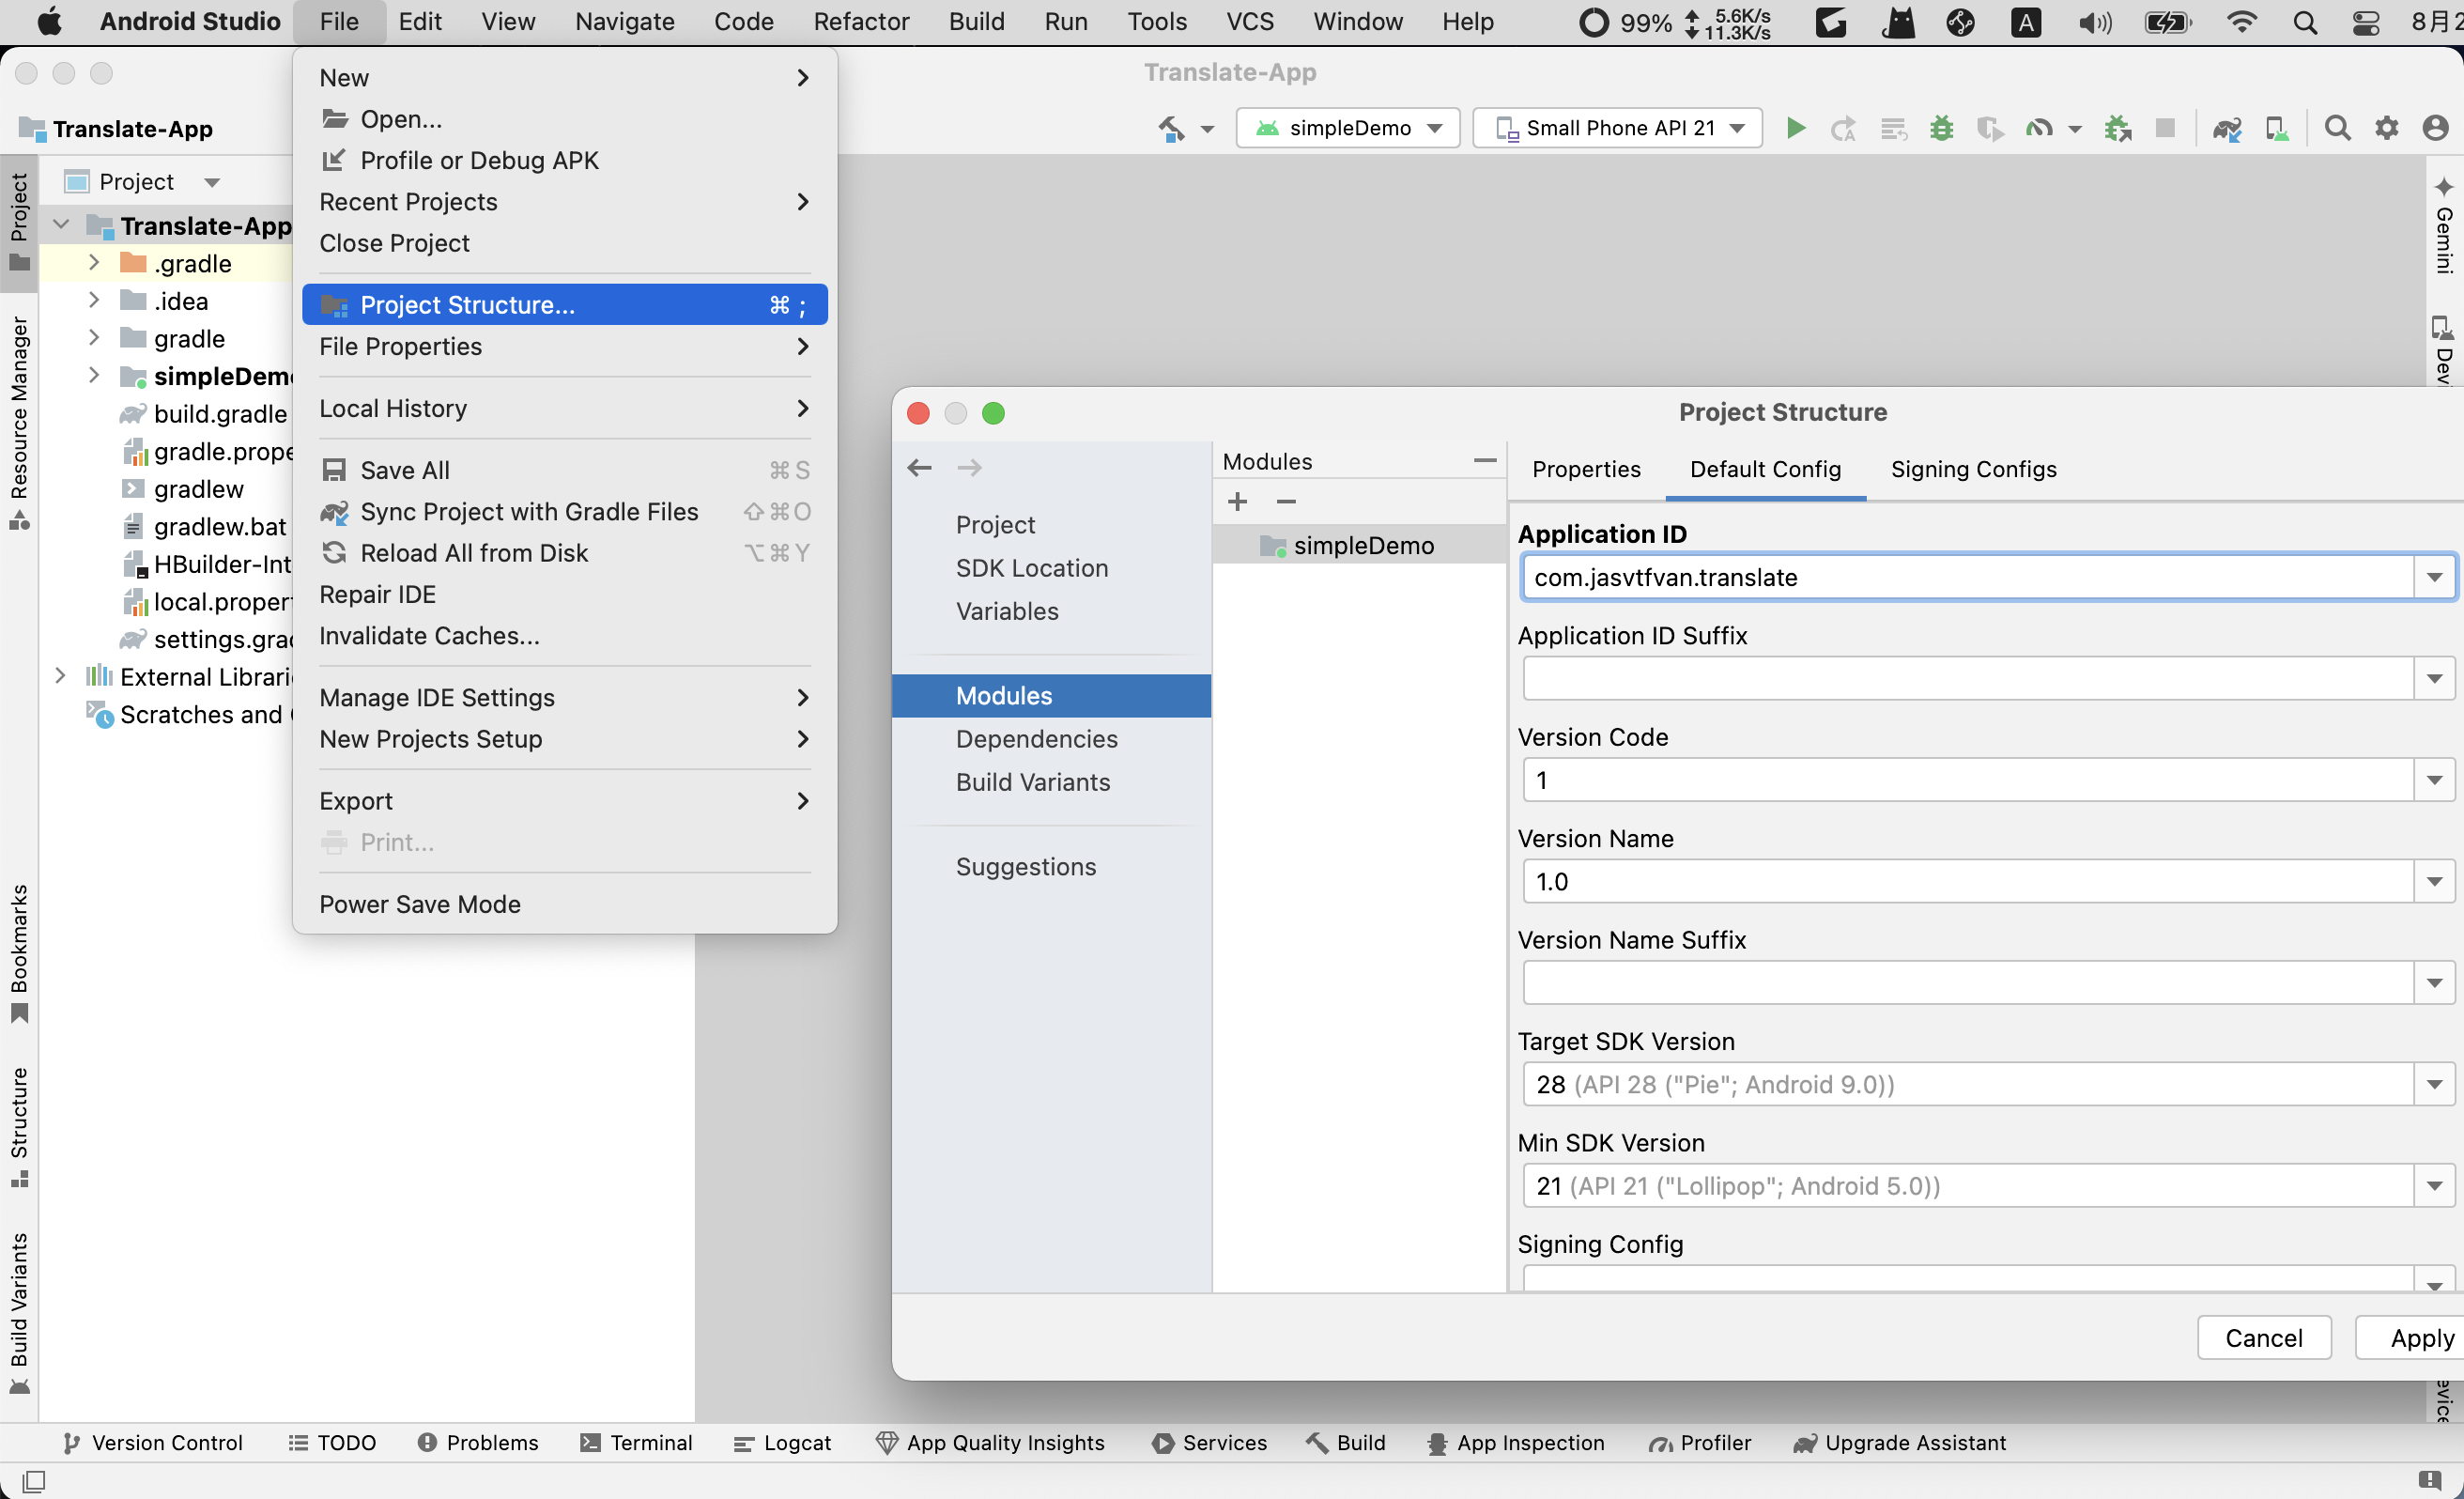 Android Studio File Edit View Navigate Code Refactor Build Run Tools VCS Window Help 99% 5.6K/s 11.3K/s A 8月2
Translate-App
Translate-App
simpleDemo
Small Phone API 21
Project
Resource Manager
Bookmarks
Structure
Build Variants
Project
Translate-App
.gradle
.idea
gradle
simpleDemo
build.gradle
gradle.prope
gradlew
gradlew.bat
HBuilder-Int
local.proper
settings.grad
External Librari
Scratches and
New
Open...
Profile or Debug APK
Recent Projects
Close Project
Project Structure... ⌘ ;
File Properties
Local History
Save All ⌘ S
Sync Project with Gradle Files ⇧⌘O
Reload All from Disk ⌥⌘Y
Repair IDE
Invalidate Caches...
Manage IDE Settings
New Projects Setup
Export
Print...
Power Save Mode
Gemini
Devi
evice
Project Structure
Project
SDK Location
Variables
Modules
Dependencies
Build Variants
Suggestions
Modules
simpleDemo
Properties Default Config Signing Configs
Application ID
com.jasvtfvan.translate
Application ID Suffix
Version Code
1
Version Name
1.0
Version Name Suffix
Target SDK Version
28 (API 28 ("Pie"; Android 9.0))
Min SDK Version
21 (API 21 ("Lollipop"; Android 5.0))
Signing Config
Cancel Apply
Version Control TODO Problems Terminal Logcat App Quality Insights Services Build App Inspection Profiler Upgrade Assistant